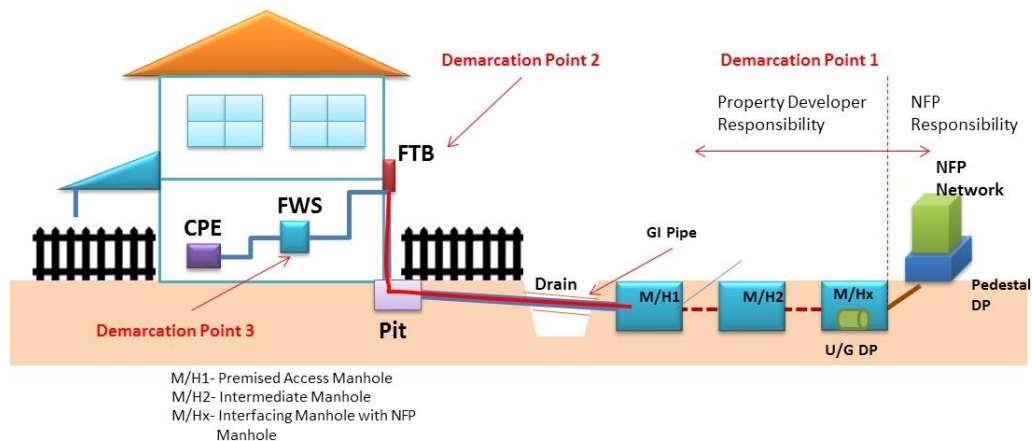 Demarcation Point 2
Demarcation Point 1
Property Developer
Responsibility
NFP
Responsibility
FTB
NFP
Network
FWS
CPE
GI Pipe
Drain
M/H1
M/H2
M/Hx
Pedestal
DP
Demarcation Point 3
Pit
U/G DP
M/H1- Premised Access Manhole
M/H2- Intermediate Manhole
M/Hx- Interfacing Manhole with NFP
Manhole